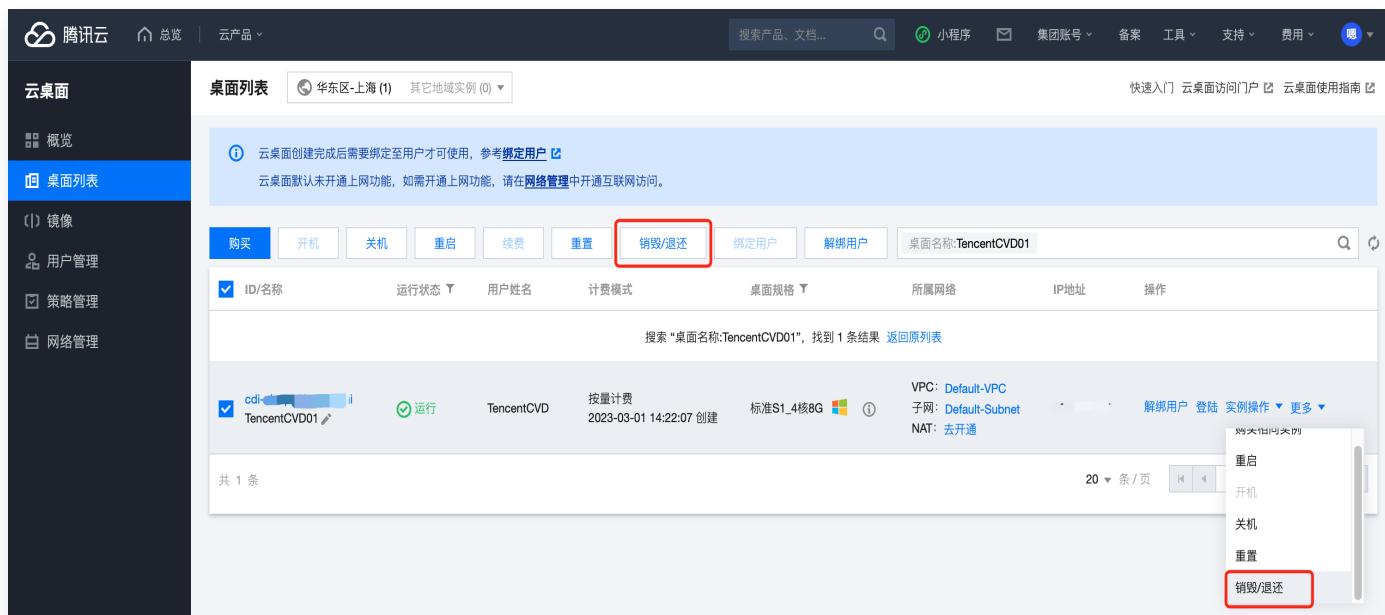 腾讯云 总览 云产品 搜索产品、文档... 小程序 集团账号 备案 工具 支持 费用 嗯
云桌面 桌面列表 华东区-上海 (1) 其它地域实例 (0) 快速入门 云桌面访问门户 云桌面使用指南
概览
桌面列表
镜像
用户管理
策略管理
网络管理
云桌面创建完成后需要绑定至用户才可使用，参考绑定用户
云桌面默认未开通上网功能，如需开通上网功能，请在网络管理中开通互联网访问。
购买 开机 关机 重启 续费 重置 销毁/退还 绑定用户 解绑用户 桌面名称:TencentCVD01
ID/名称 运行状态 用户姓名 计费模式 桌面规格 所属网络 IP地址 操作
搜索 “桌面名称:TencentCVD01”，找到 1 条结果 返回原列表
cdi-
TencentCVD01
运行
TencentCVD
按量计费
2023-03-01 14:22:07 创建
标准S1_4核8G
VPC： Default-VPC
子网： Default-Subnet
NAT： 去开通
解绑用户 登陆 实例操作 更多
购买相同实例
重启
开机
关机
重置
销毁/退还
共 1 条 20 条 / 页